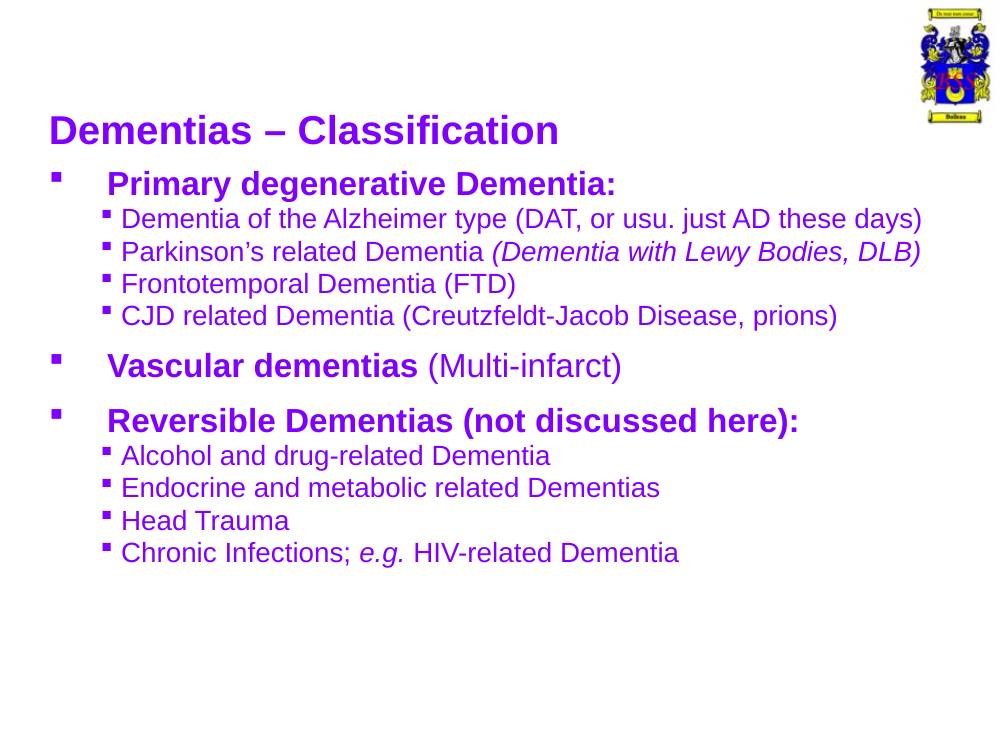 Dementias – Classification
▪ Primary degenerative Dementia:
▪ Dementia of the Alzheimer type (DAT, or usu. just AD these days)
▪ Parkinson’s related Dementia (Dementia with Lewy Bodies, DLB)
▪ Frontotemporal Dementia (FTD)
▪ CJD related Dementia (Creutzfeldt-Jacob Disease, prions)
▪ Vascular dementias (Multi-infarct)
▪ Reversible Dementias (not discussed here):
▪ Alcohol and drug-related Dementia
▪ Endocrine and metabolic related Dementias
▪ Head Trauma
▪ Chronic Infections; e.g. HIV-related Dementia